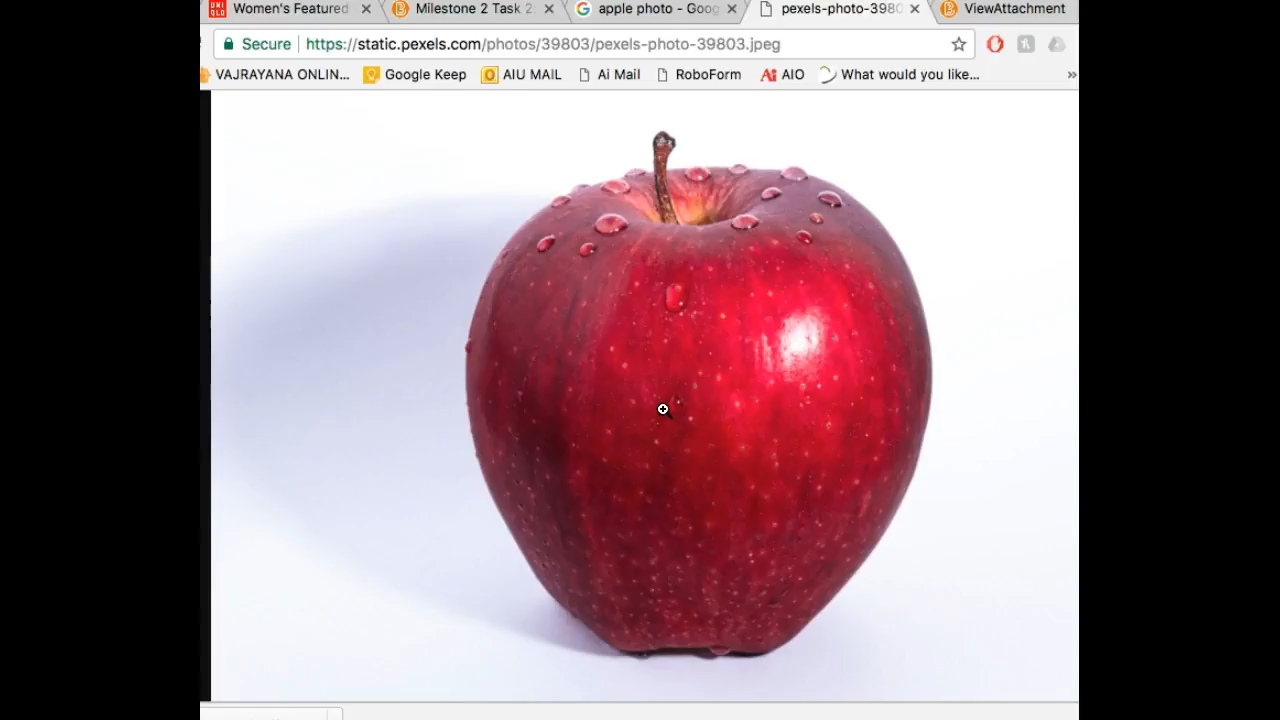 UNI QLO Women's Featured Milestone 2 Task 2 apple photo - Goog pexels-photo-3980 ViewAttachment
Secure https://static.pexels.com/photos/39803/pexels-photo-39803.jpeg
VAJRAYANA ONLIN... Google Keep AIU MAIL Ai Mail RoboForm AIO What would you like... »